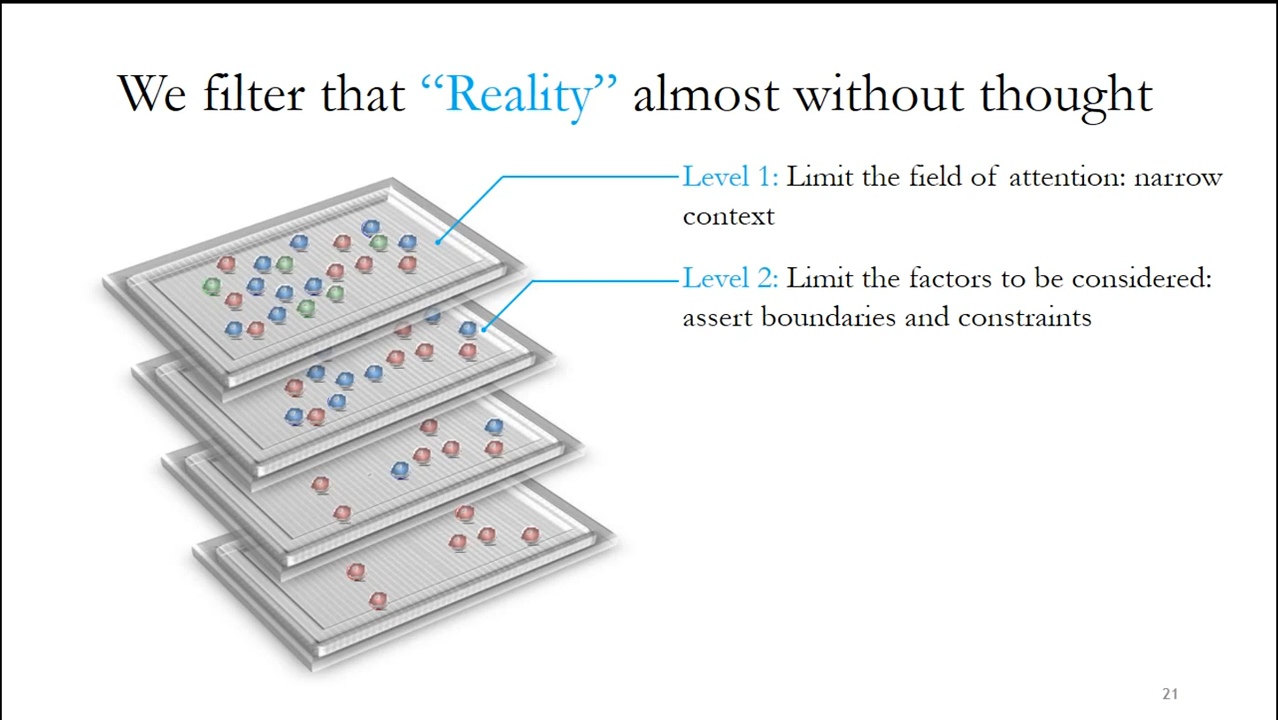 We filter that “Reality” almost without thought
Level 1: Limit the field of attention: narrow
context
Level 2: Limit the factors to be considered:
assert boundaries and constraints
21